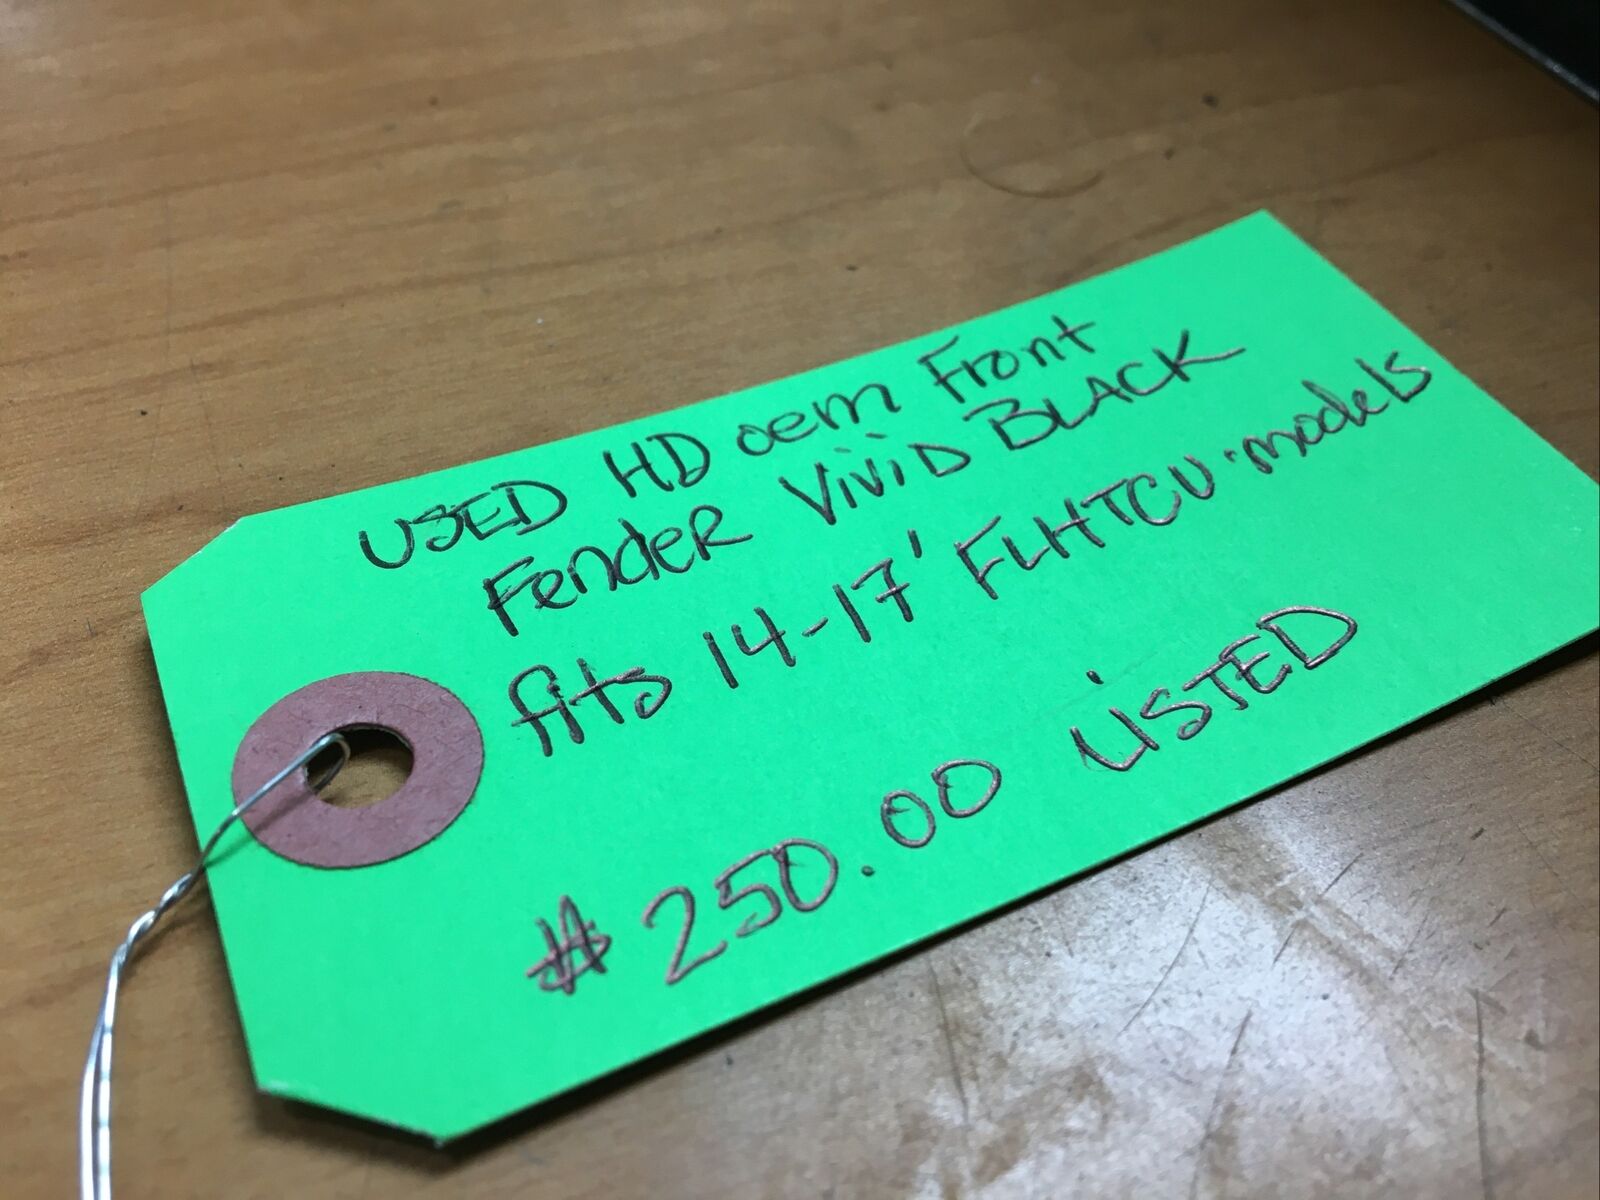 USED HD oem Front
Fender Vivid BLACK
fits 14-17' FLHTCU models
$250.00 LiSTED